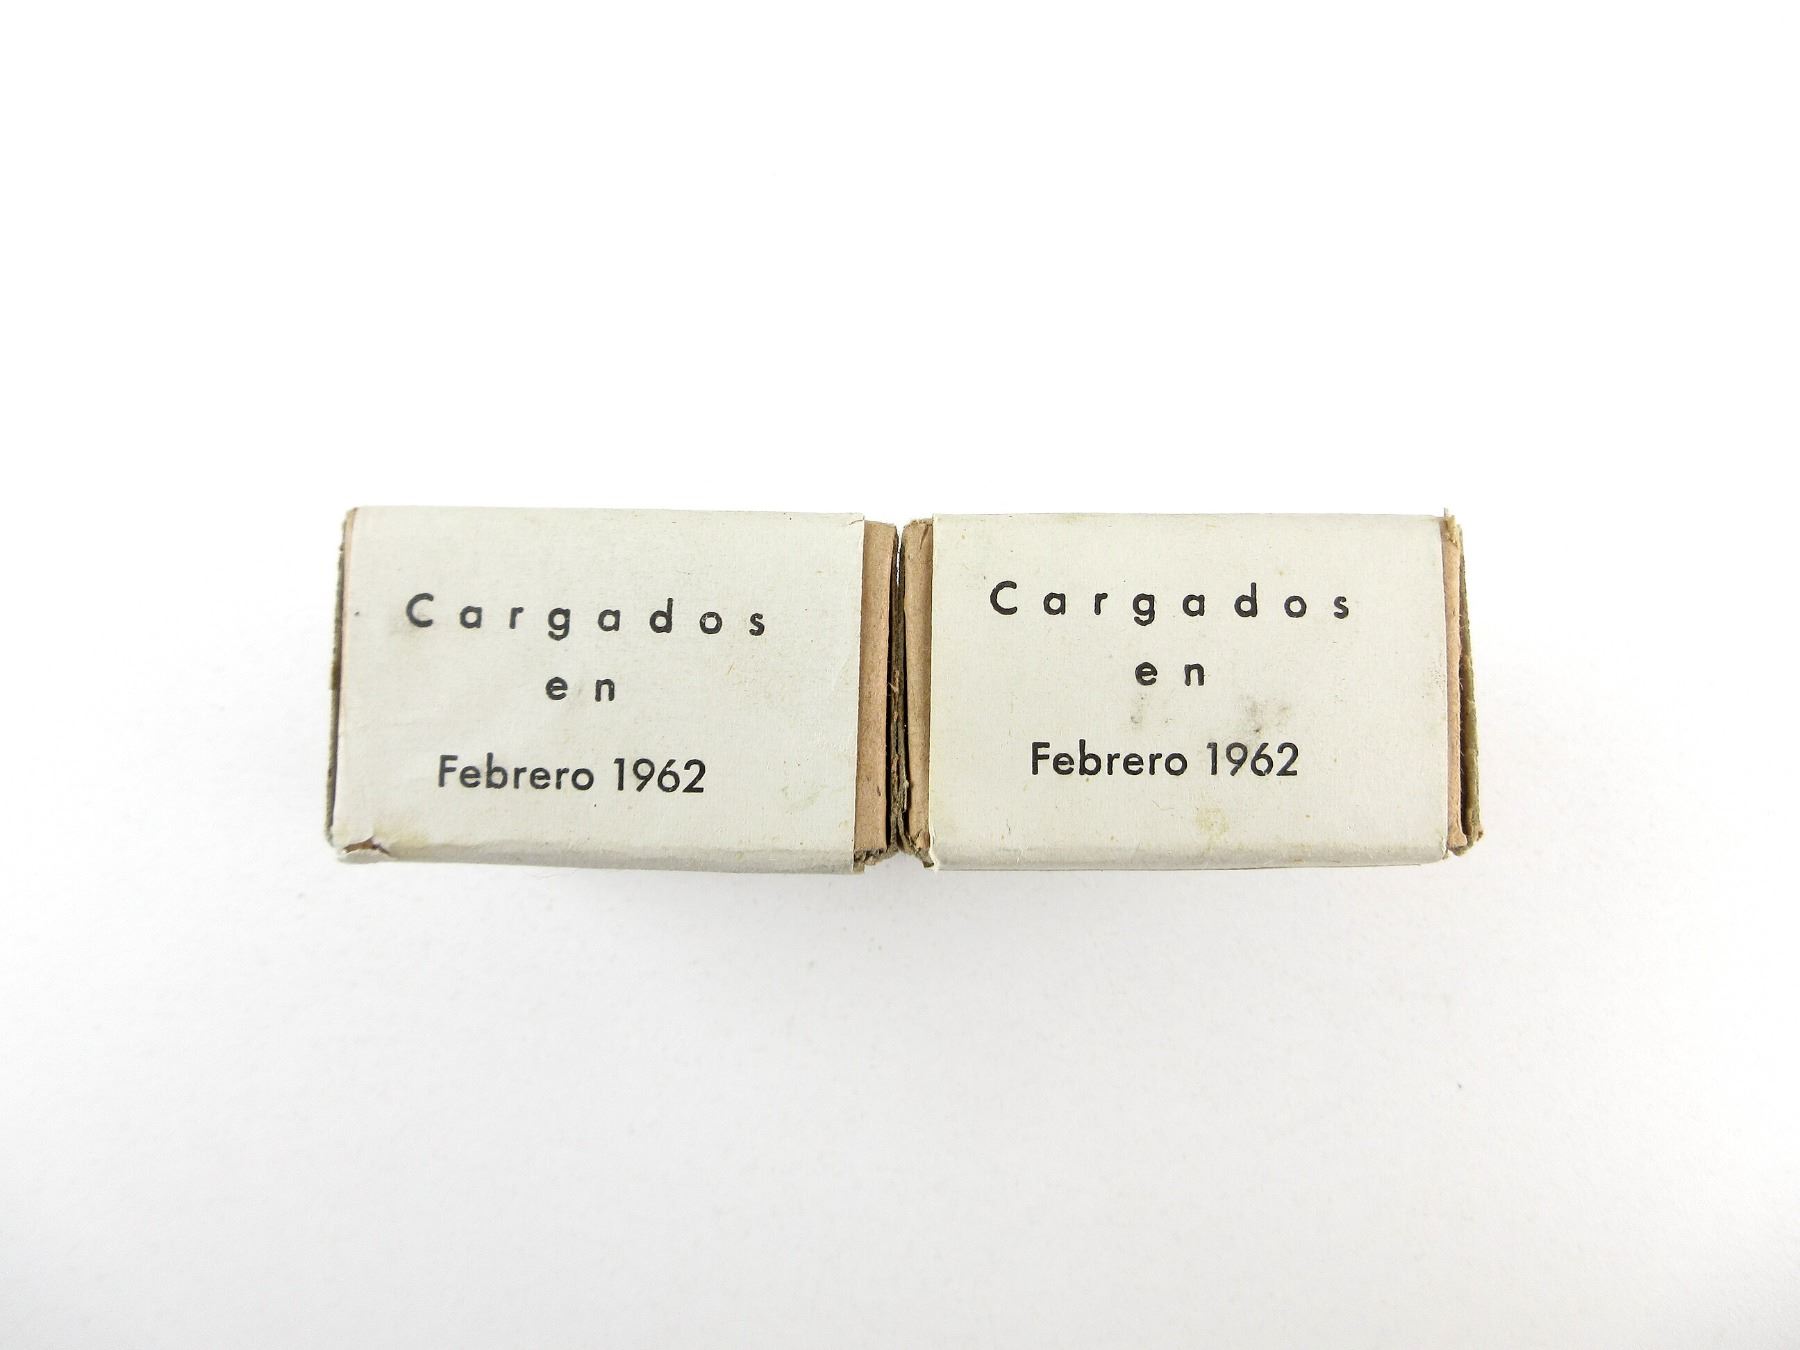 Cargados
en
Febrero 1962
Cargados
en
Febrero 1962